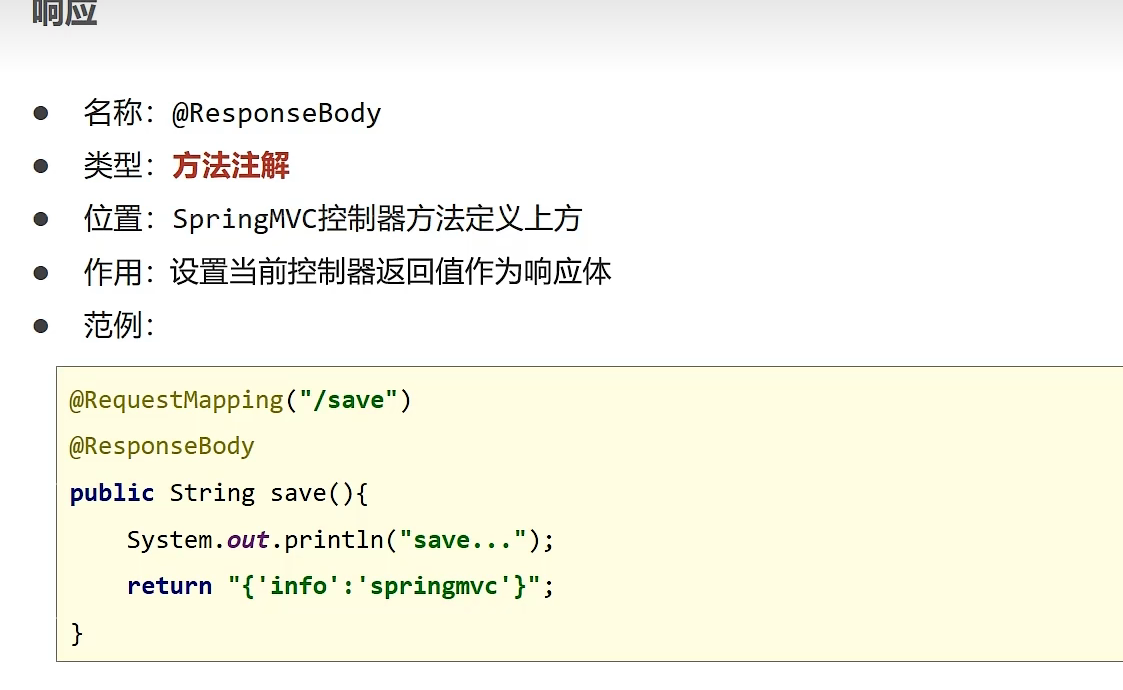 响应
● 名称：@ResponseBody
● 类型：方法注解
● 位置：SpringMVC控制器方法定义上方
● 作用：设置当前控制器返回值作为响应体
● 范例：
@RequestMapping("/save")
@ResponseBody
public String save(){
    System.out.println("save...");
    return "{'info':'springmvc'}";
}